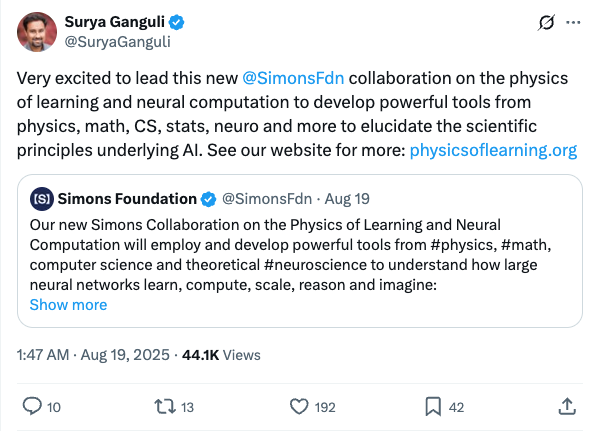 Surya Ganguli
@SuryaGanguli
Very excited to lead this new @SimonsFdn collaboration on the physics
of learning and neural computation to develop powerful tools from
physics, math, CS, stats, neuro and more to elucidate the scientific
principles underlying AI. See our website for more: physicsoflearning.org
[S] Simons Foundation @SimonsFdn · Aug 19
Our new Simons Collaboration on the Physics of Learning and Neural
Computation will employ and develop powerful tools from #physics, #math,
computer science and theoretical #neuroscience to understand how large
neural networks learn, compute, scale, reason and imagine:
Show more
1:47 AM · Aug 19, 2025 · 44.1K Views
10 13 192 42